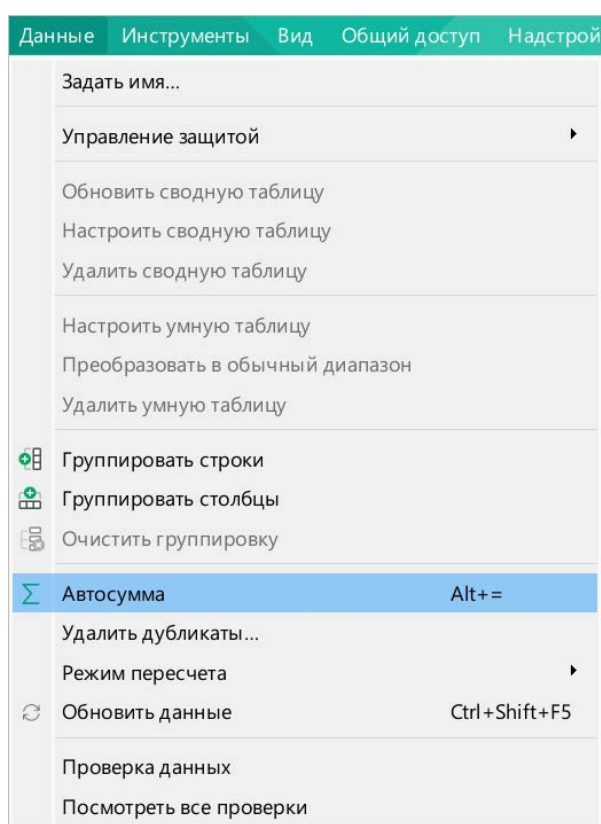 Данные Инструменты Вид Общий доступ Надстрой
Задать имя...
Управление защитой
Обновить сводную таблицу
Настроить сводную таблицу
Удалить сводную таблицу
Настроить умную таблицу
Преобразовать в обычный диапазон
Удалить умную таблицу
Группировать строки
Группировать столбцы
Очистить группировку
Автосумма Alt+=
Удалить дубликаты...
Режим пересчета
Обновить данные Ctrl+Shift+F5
Проверка данных
Посмотреть все проверки